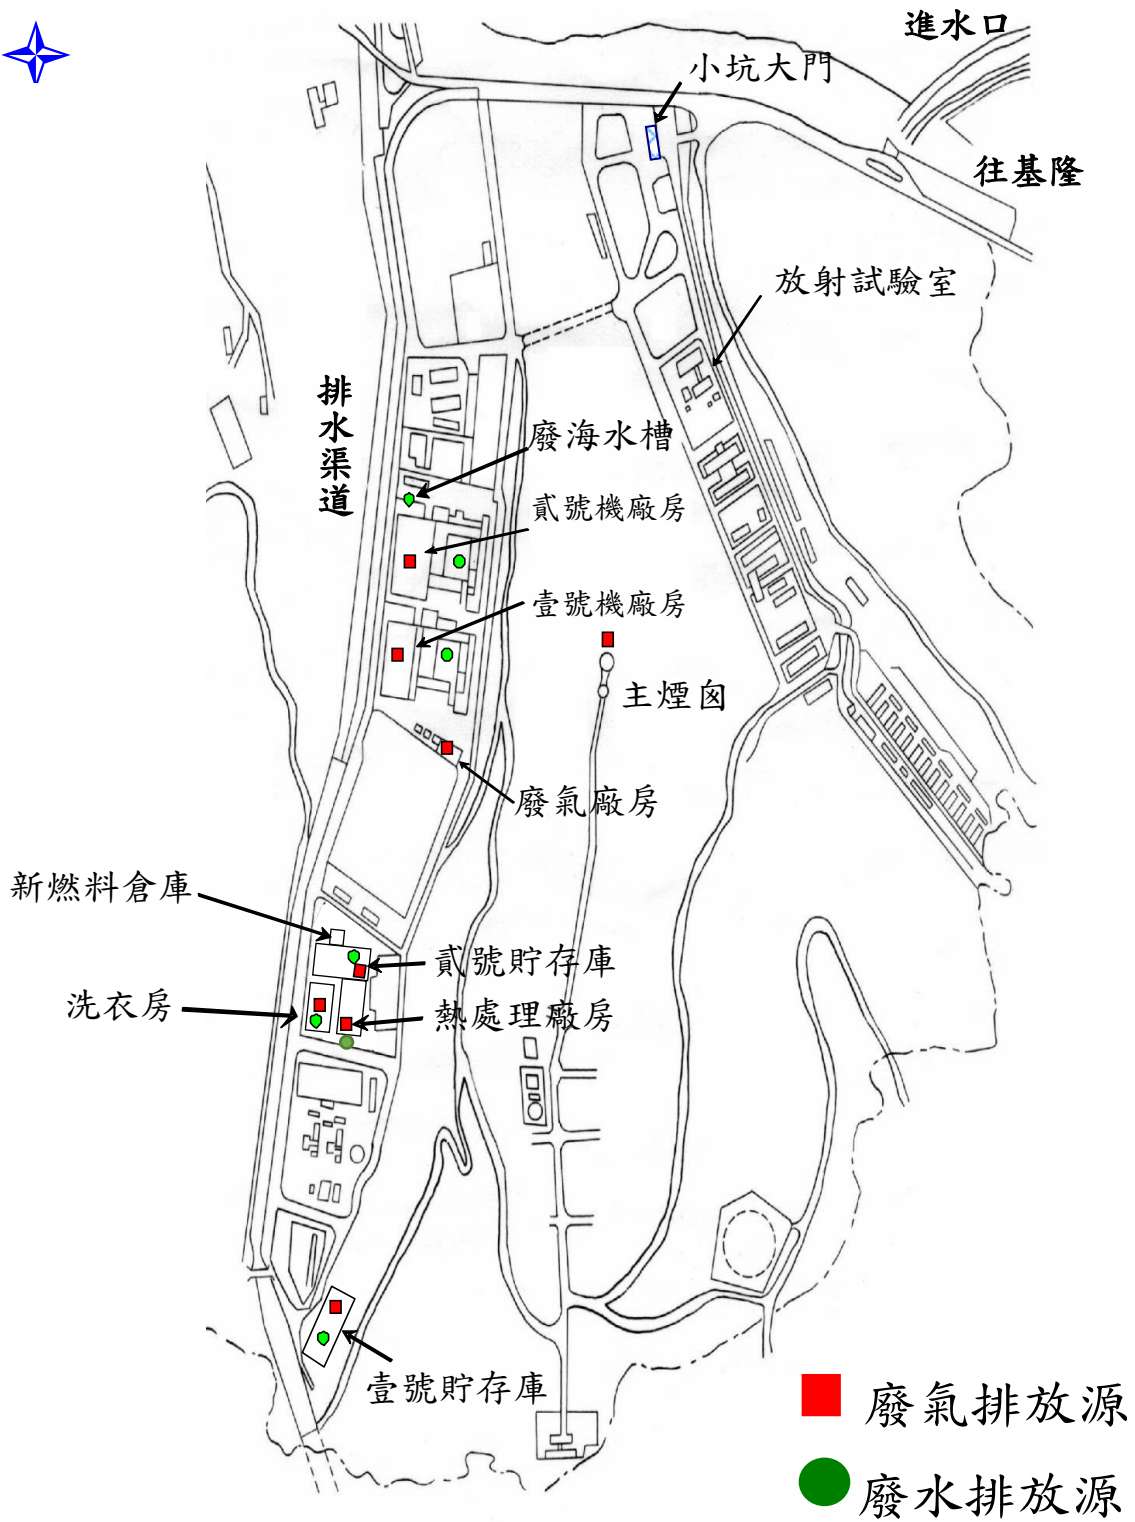 進水口
小坑大門
往基隆
放射試驗室
排水渠道
廢海水槽
貳號機廠房
壹號機廠房
主煙囪
廢氣廠房
新燃料倉庫
貳號貯存庫
洗衣房
熱處理廠房
壹號貯存庫
廢氣排放源
廢水排放源